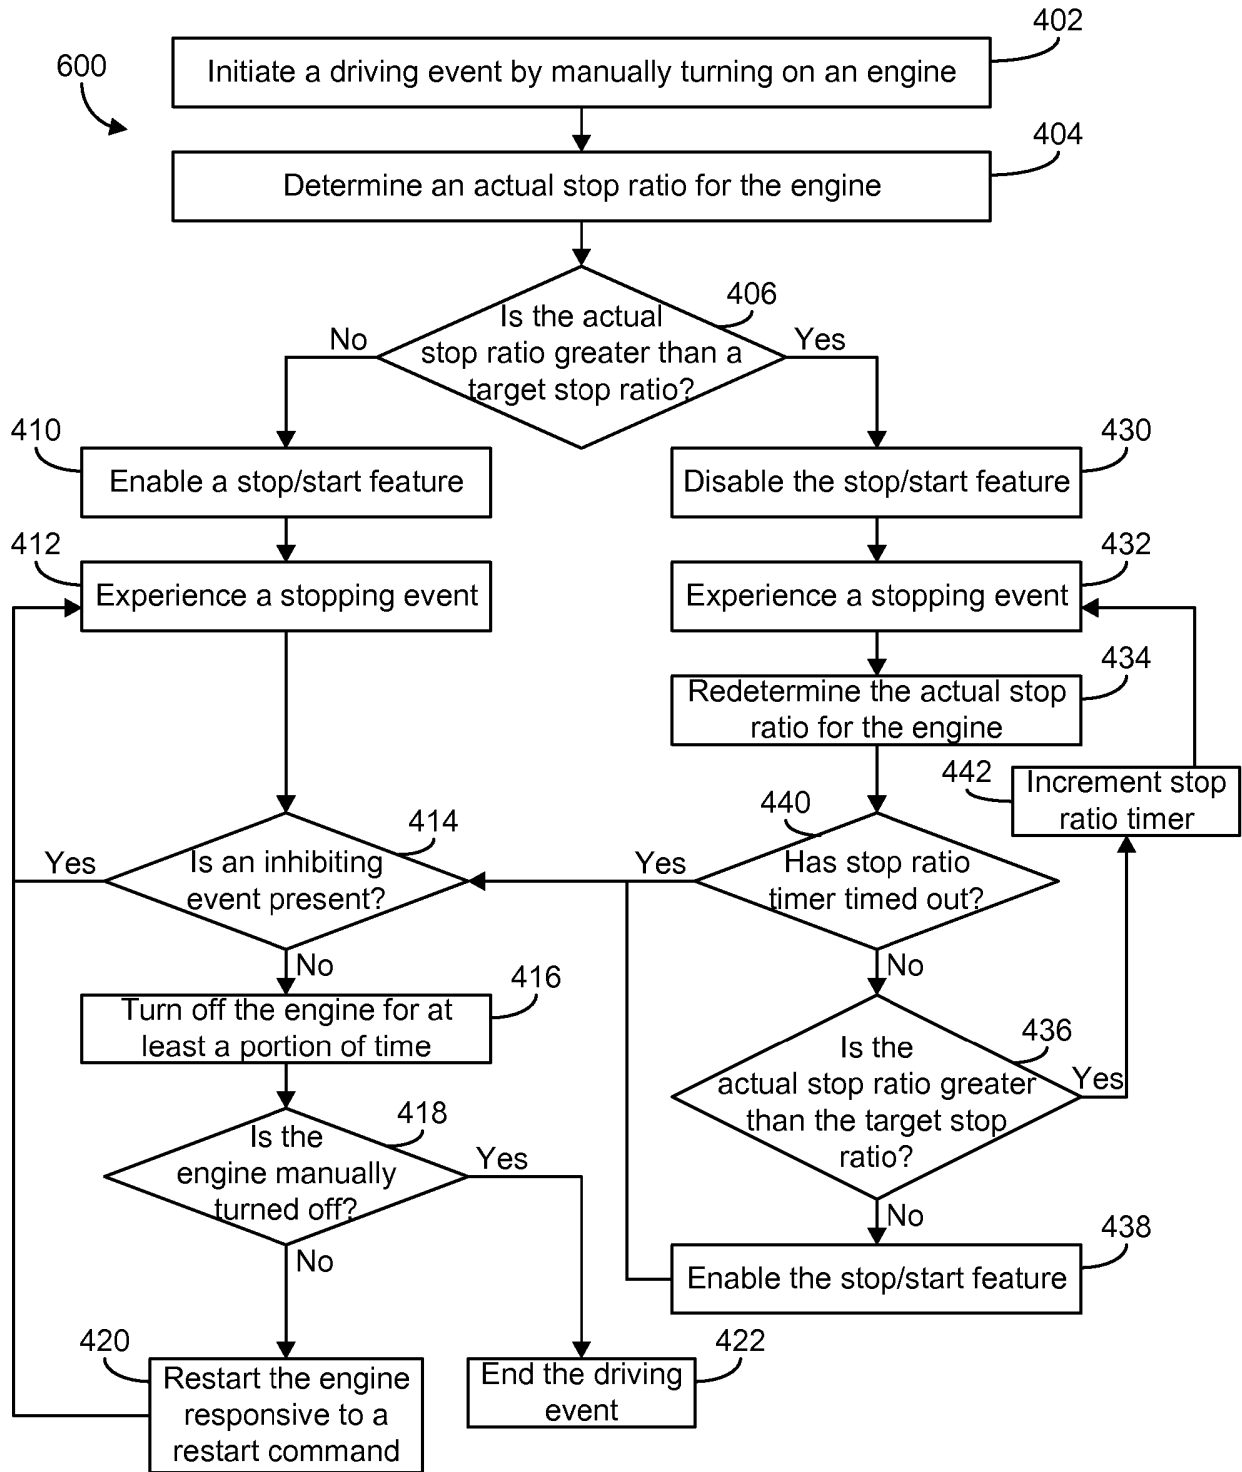 402
600
Initiate a driving event by manually turning on an engine
404
Determine an actual stop ratio for the engine
406
Is the actual
stop ratio greater than a
target stop ratio?
No
Yes
410
Enable a stop/start feature
430
Disable the stop/start feature
412
Experience a stopping event
432
Experience a stopping event
434
Redetermine the actual stop
ratio for the engine
442
Increment stop
ratio timer
414
Is an inhibiting
event present?
Yes
440
Has stop ratio
timer timed out?
Yes
No
No
416
Turn off the engine for at
least a portion of time
436
Is the
actual stop ratio greater
than the target stop
ratio?
Yes
No
418
Is the
engine manually
turned off?
Yes
No
438
Enable the stop/start feature
420
Restart the engine
responsive to a
restart command
422
End the driving
event